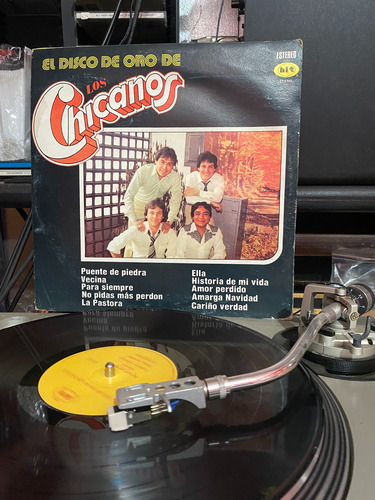 EL DISCO DE ORO DE
ESTEREO
hit
LOS
Chicanos
Puente de piedra
Vecina
Para siempre
No pidas más perdon
La Pastora
Ella
Historia de mi vida
Amor perdido
Amarga Navidad
Cariño verdad